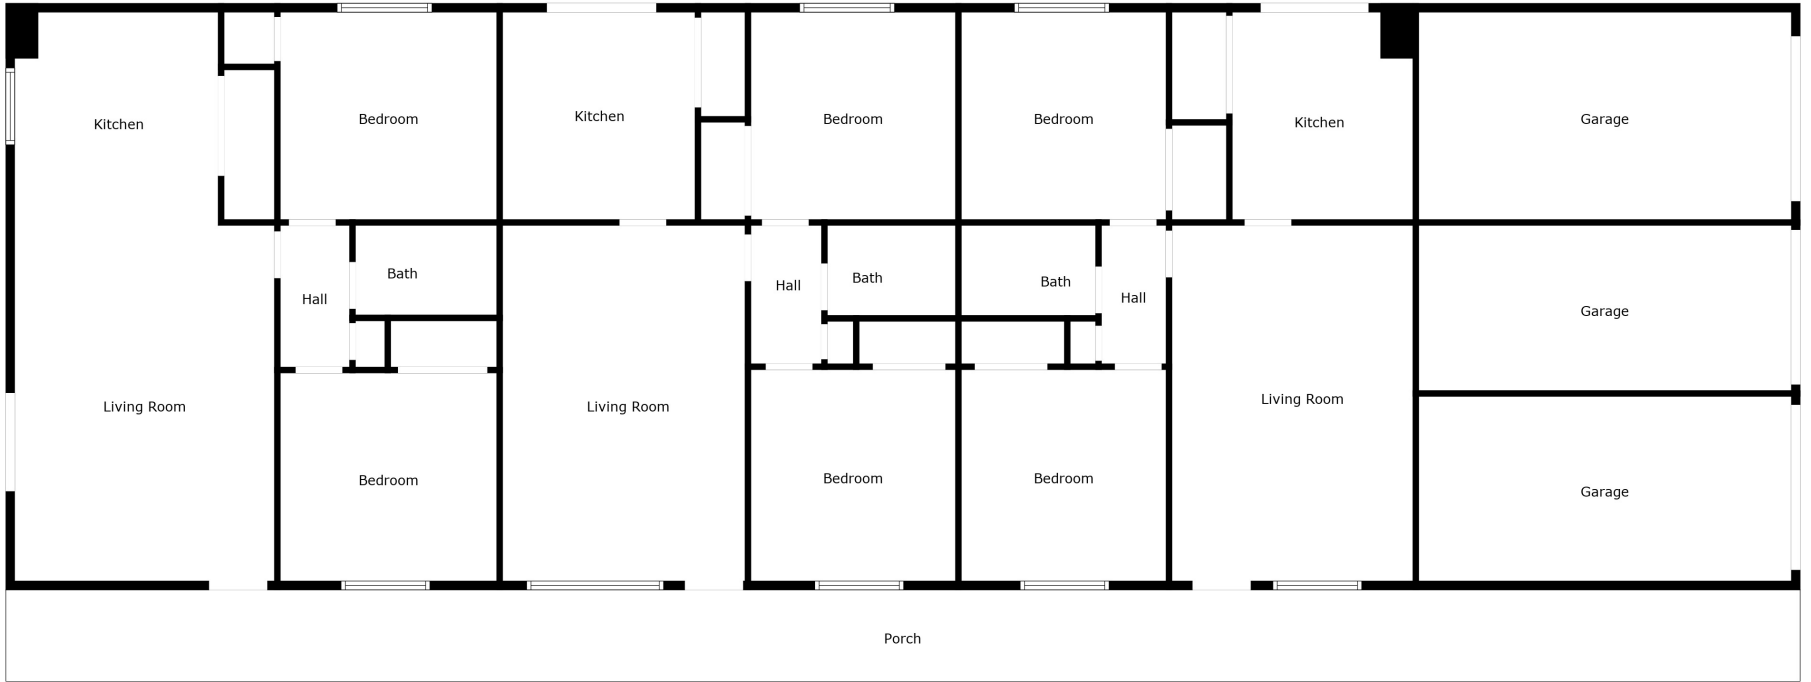 Kitchen
Bedroom
Kitchen
Bedroom
Bedroom
Kitchen
Garage
Bath
Hall
Hall
Bath
Bath
Hall
Garage
Living Room
Living Room
Living Room
Bedroom
Bedroom
Bedroom
Garage
Porch